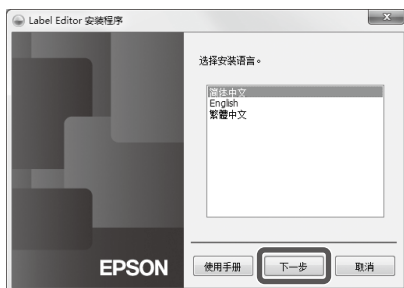 Label Editor 安装程序
选择安装语言。
简体中文
English
繁體中文
EPSON
使用手册
下一步
取消